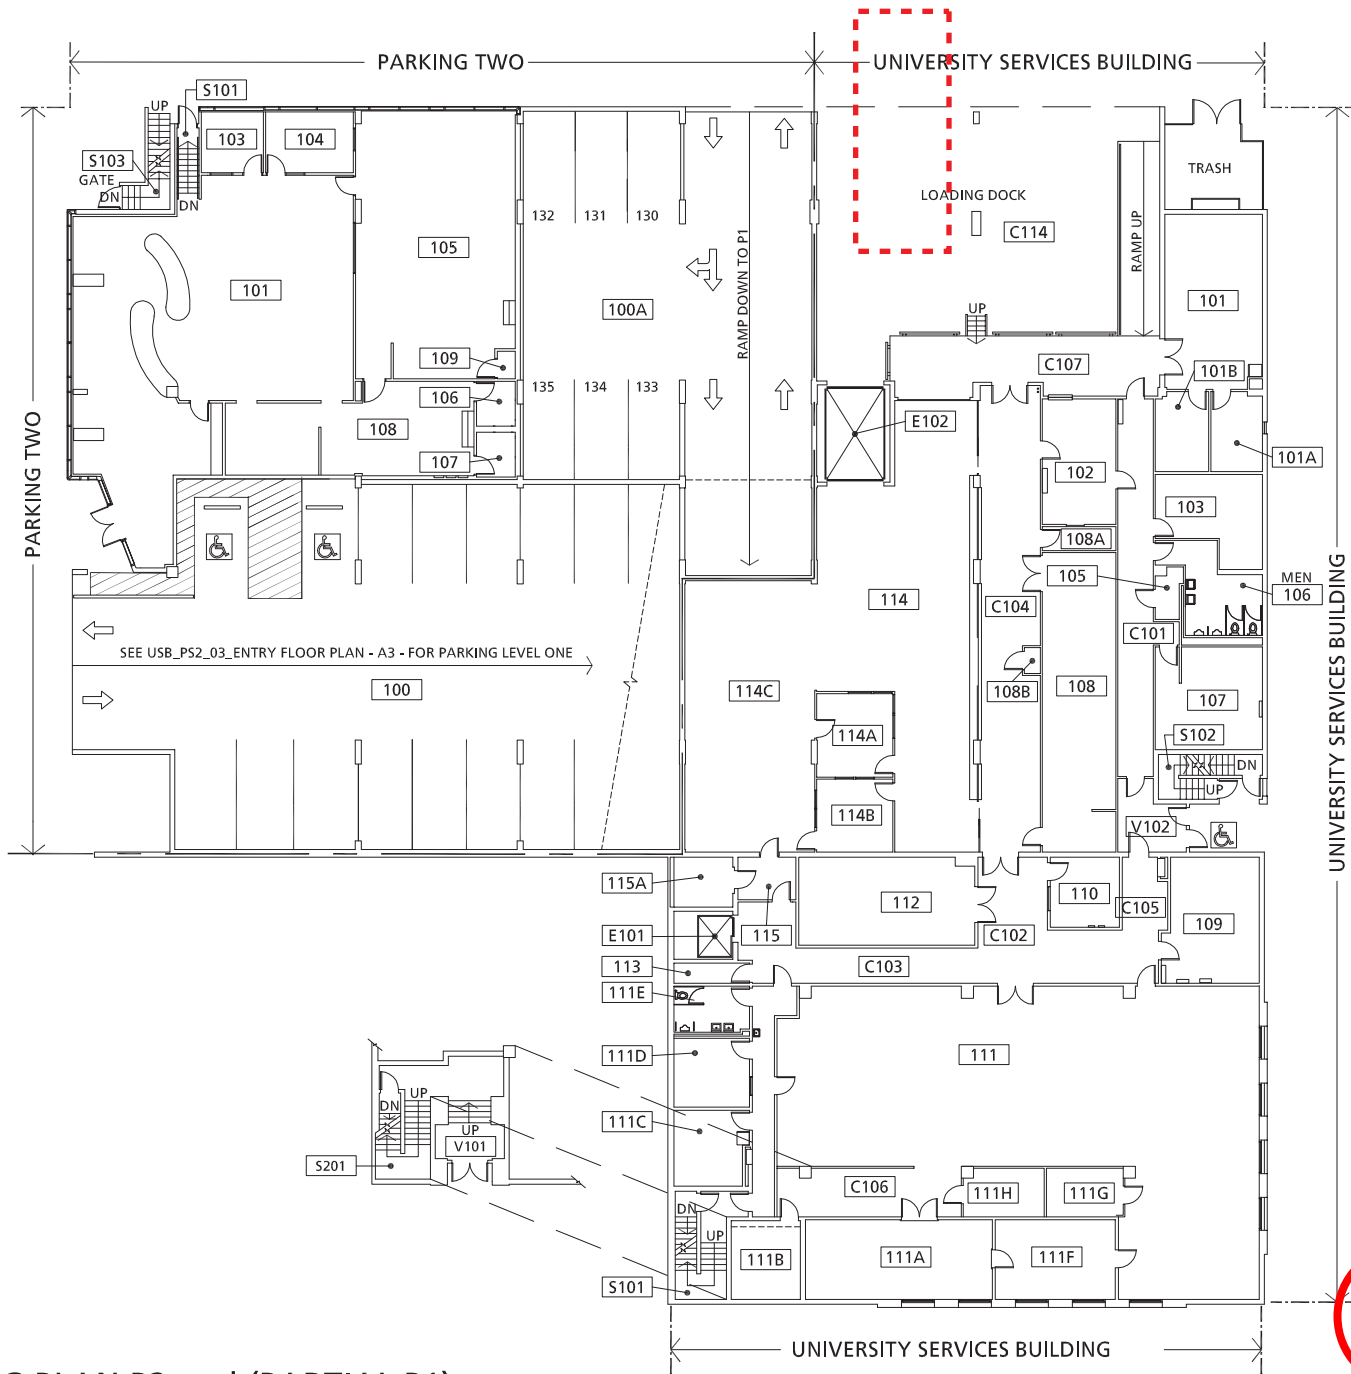 PARKING TWO
UNIVERSITY SERVICES BUILDING
S101
UP
103
104
S103
GATE
DN
DN
TRASH
LOADING DOCK
132
131
130
C114
105
RAMP UP
101
101
100A
RAMP DOWN TO P1
UP
109
C107
101B
135
134
133
106
E102
108
107
101A
102
103
PARKING TWO
108A
105
MEN
106
114
C104
C101
UNIVERSITY SERVICES BUILDING
SEE USB_PS2_03_ENTRY FLOOR PLAN - A3 - FOR PARKING LEVEL ONE
100
114C
108B
108
107
114A
S102
DN
UP
114B
V102
115A
110
112
C105
109
E101
115
C102
113
C103
111E
111D
111
UP
DN
111C
UP
V101
S201
C106
111H
111G
DN
UP
111B
111A
111F
S101
UNIVERSITY SERVICES BUILDING